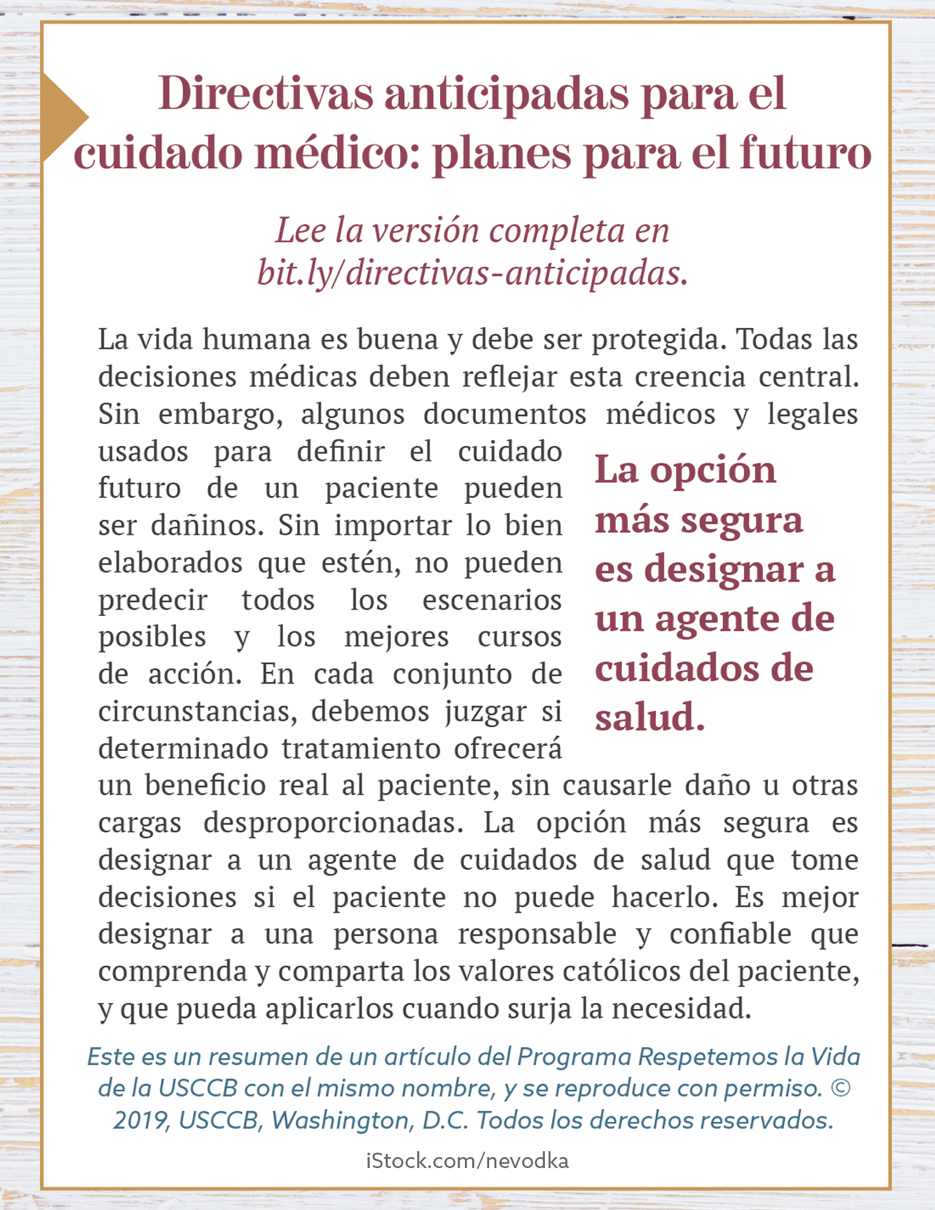 Directivas anticipadas para el
cuidado médico: planes para el futuro
Lee la versión completa en
bit.ly/directivas-anticipadas.
La vida humana es buena y debe ser protegida. Todas las
decisiones médicas deben reflejar esta creencia central.
Sin embargo, algunos documentos médicos y legales
usados para definir el cuidado
futuro de un paciente pueden
ser dañinos. Sin importar lo bien
elaborados que estén, no pueden
predecir todos los escenarios
posibles y los mejores cursos
de acción. En cada conjunto de
circunstancias, debemos juzgar si
determinado tratamiento ofrecerá
un beneficio real al paciente, sin causarle daño u otras
cargas desproporcionadas. La opción más segura es
designar a un agente de cuidados de salud que tome
decisiones si el paciente no puede hacerlo. Es mejor
designar a una persona responsable y confiable que
comprenda y comparta los valores católicos del paciente,
y que pueda aplicarlos cuando surja la necesidad.
La opción
más segura
es designar a
un agente de
cuidados de
salud.
Este es un resumen de un artículo del Programa Respetemos la Vida
de la USCCB con el mismo nombre, y se reproduce con permiso. ©
2019, USCCB, Washington, D.C. Todos los derechos reservados.
iStock.com/nevodka